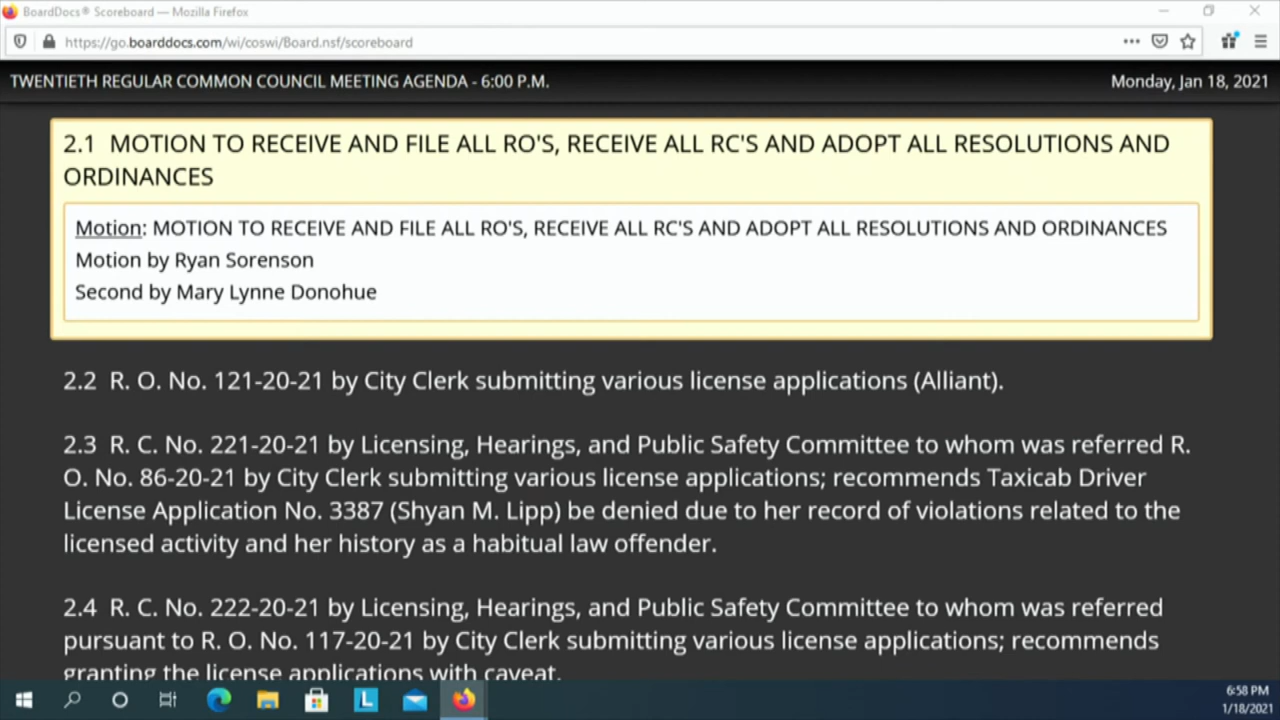 BoardDocs® Scoreboard — Mozilla Firefox
https://go.boarddocs.com/wi/coswi/Board.nsf/scoreboard
TWENTIETH REGULAR COMMON COUNCIL MEETING AGENDA - 6:00 P.M.
Monday, Jan 18, 2021
2.1 MOTION TO RECEIVE AND FILE ALL RO'S, RECEIVE ALL RC'S AND ADOPT ALL RESOLUTIONS AND
ORDINANCES
Motion: MOTION TO RECEIVE AND FILE ALL RO'S, RECEIVE ALL RC'S AND ADOPT ALL RESOLUTIONS AND ORDINANCES
Motion by Ryan Sorenson
Second by Mary Lynne Donohue
2.2 R. O. No. 121-20-21 by City Clerk submitting various license applications (Alliant).
2.3 R. C. No. 221-20-21 by Licensing, Hearings, and Public Safety Committee to whom was referred R.
O. No. 86-20-21 by City Clerk submitting various license applications; recommends Taxicab Driver
License Application No. 3387 (Shyan M. Lipp) be denied due to her record of violations related to the
licensed activity and her history as a habitual law offender.
2.4 R. C. No. 222-20-21 by Licensing, Hearings, and Public Safety Committee to whom was referred
pursuant to R. O. No. 117-20-21 by City Clerk submitting various license applications; recommends
granting the license applications with caveat.
L
6:58 PM
1/18/2021